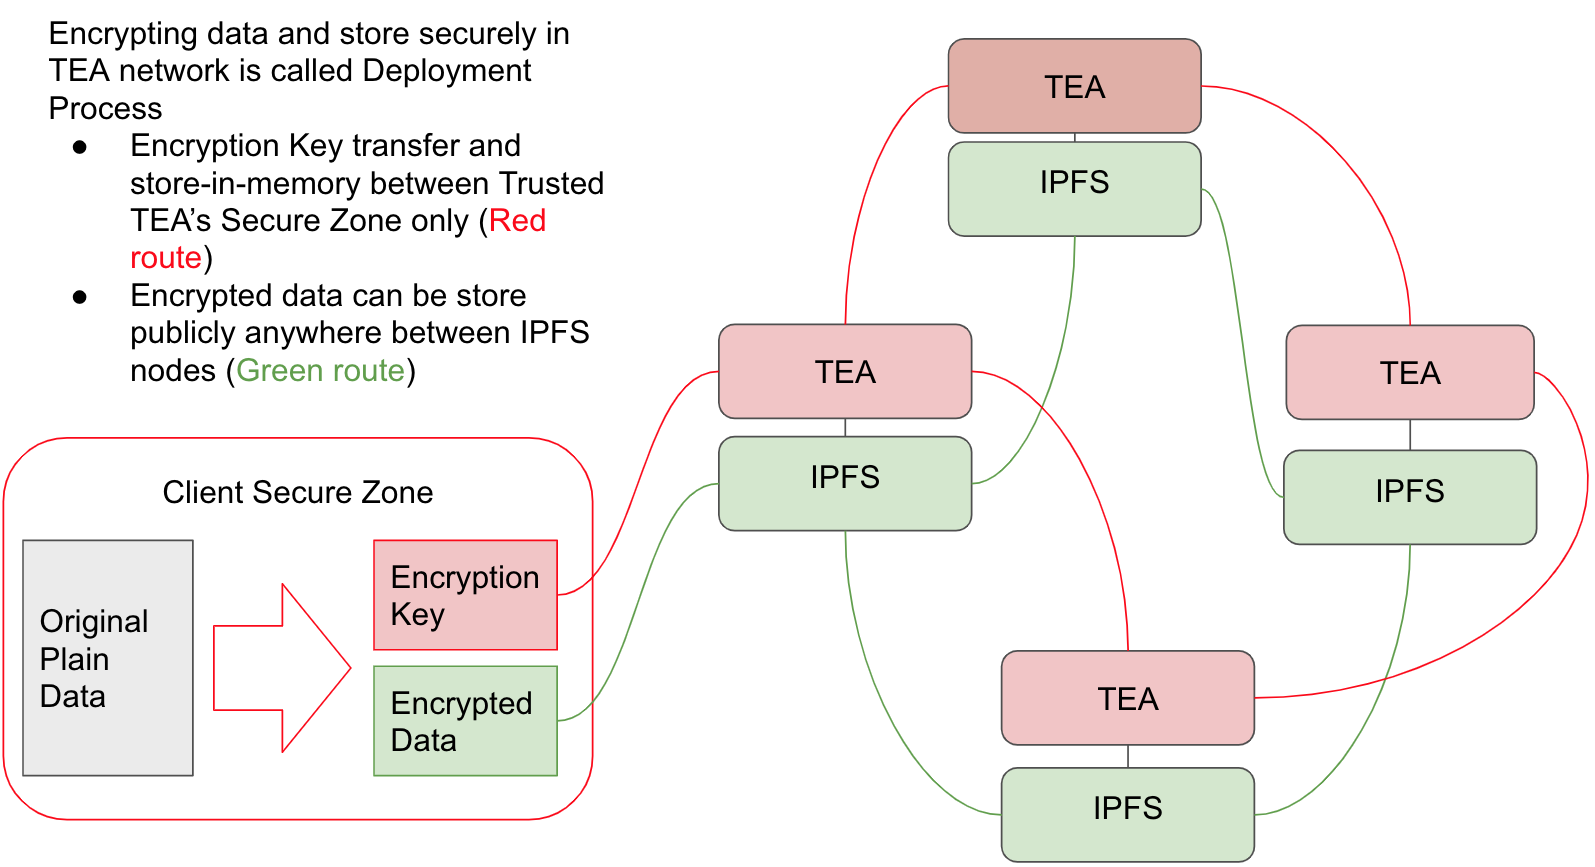 Encrypting data and store securely in
TEA network is called Deployment
Process
● Encryption Key transfer and
store-in-memory between Trusted
TEA's Secure Zone only (Red
route)
● Encrypted data can be store
publicly anywhere between IPFS
nodes (Green route)
Client Secure Zone
Original
Plain
Data
Encryption
Key
Encrypted
Data
TEA
IPFS
TEA
IPFS
TEA
IPFS
TEA
IPFS